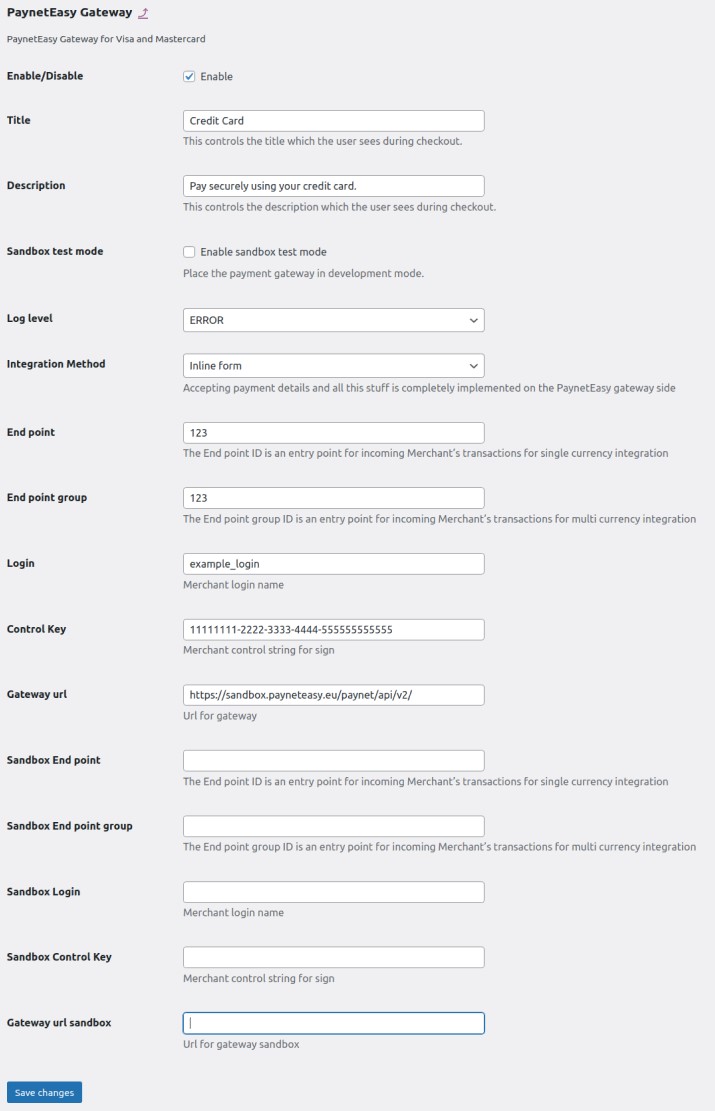 PaynetEasy Gateway
PaynetEasy Gateway for Visa and Mastercard
Enable/Disable
Enable
Title
Credit Card
This controls the title which the user sees during checkout.
Description
Pay securely using your credit card.
This controls the description which the user sees during checkout.
Sandbox test mode
Enable sandbox test mode
Place the payment gateway in development mode.
Log level
ERROR
Integration Method
Inline form
Accepting payment details and all this stuff is completely implemented on the PaynetEasy gateway side
End point
123
The End point ID is an entry point for incoming Merchant's transactions for single currency integration
End point group
123
The End point group ID is an entry point for incoming Merchant's transactions for multi currency integration
Login
example_login
Merchant login name
Control Key
11111111-2222-3333-4444-555555555555
Merchant control string for sign
Gateway url
https://sandbox.payneteasy.eu/paynet/api/v2/
Url for gateway
Sandbox End point
The End point ID is an entry point for incoming Merchant's transactions for single currency integration
Sandbox End point group
The End point group ID is an entry point for incoming Merchant's transactions for multi currency integration
Sandbox Login
Merchant login name
Sandbox Control Key
Merchant control string for sign
Gateway url sandbox
Url for gateway sandbox
Save changes